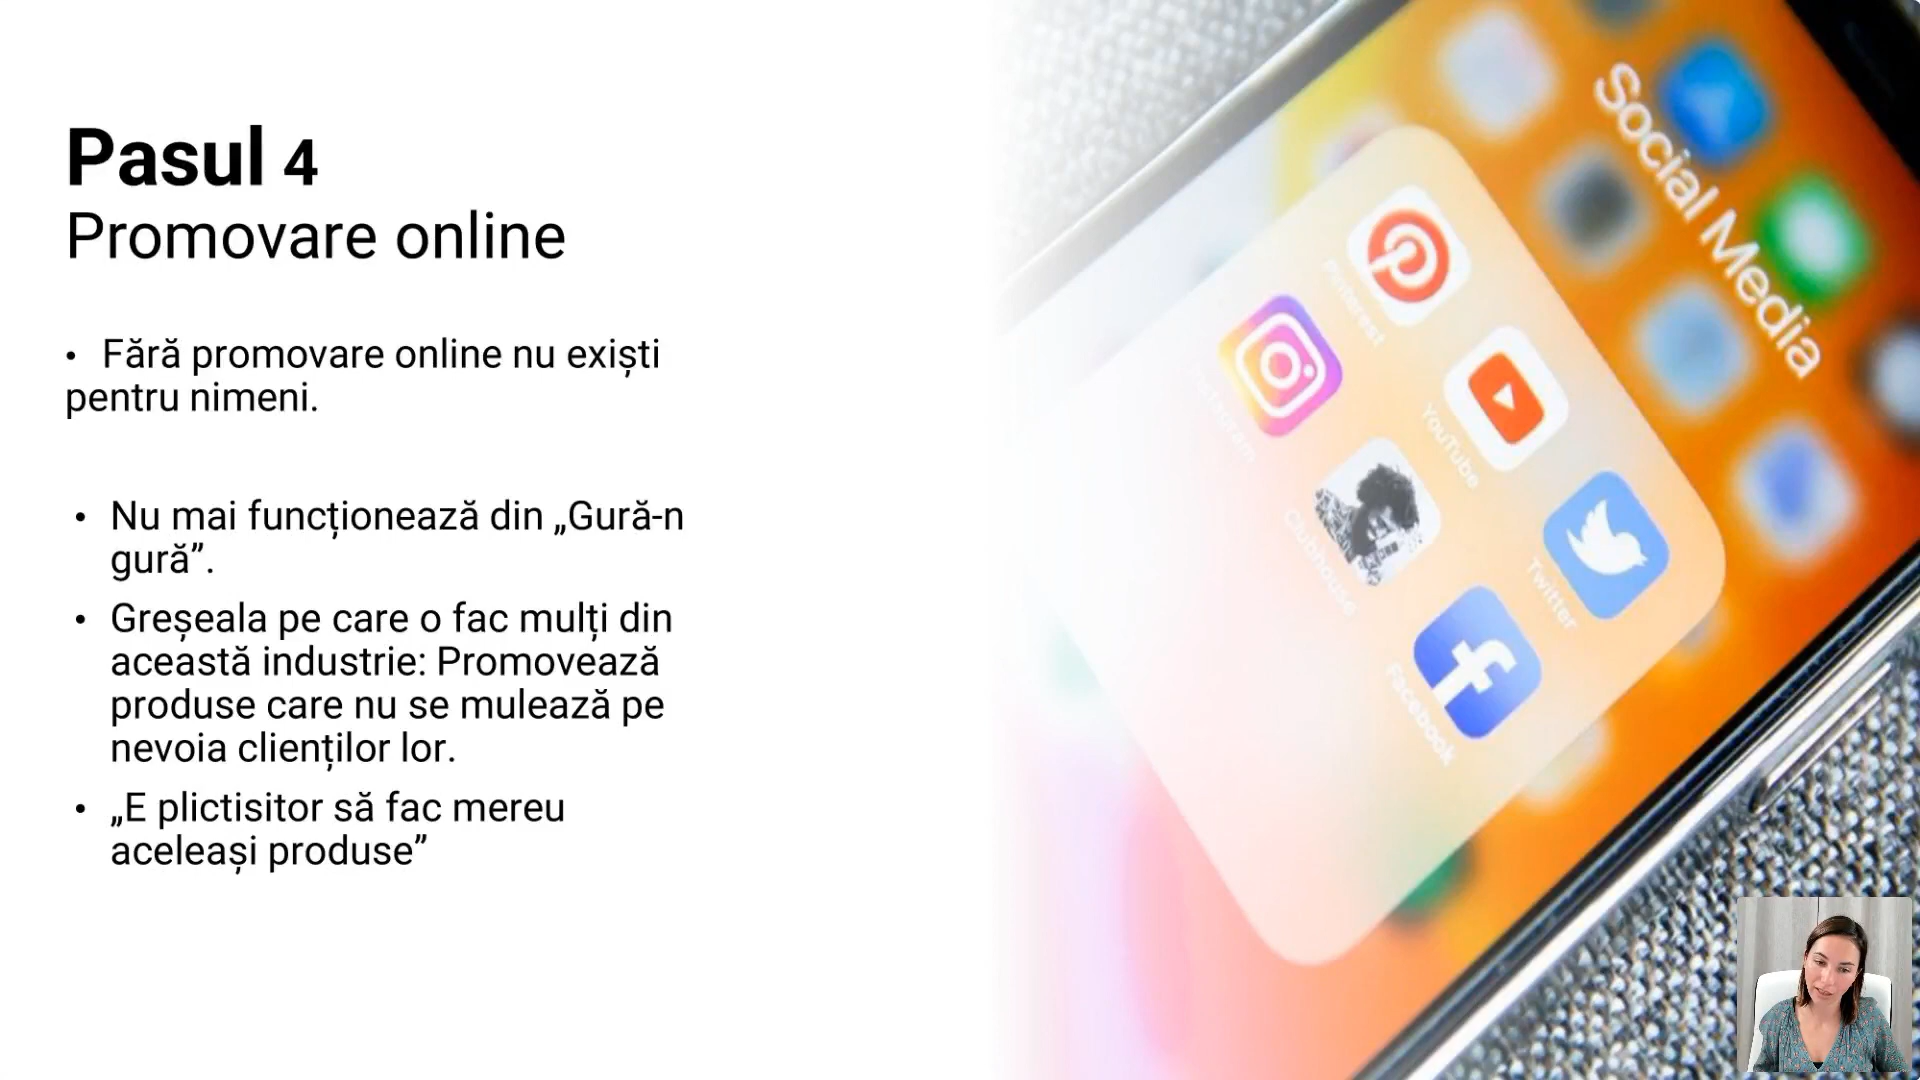 Pasul 4
Promovare online
• Fără promovare online nu exiști
pentru nimeni.
• Nu mai funcționează din „Gură-n
gură”.
• Greșeala pe care o fac mulți din
această industrie: Promovează
produse care nu se mulează pe
nevoia clienților lor.
• „E plictisitor să fac mereu
aceleași produse”
Social Media
Pinterest
Instagram
YouTube
Clubhouse
Twitter
Facebook